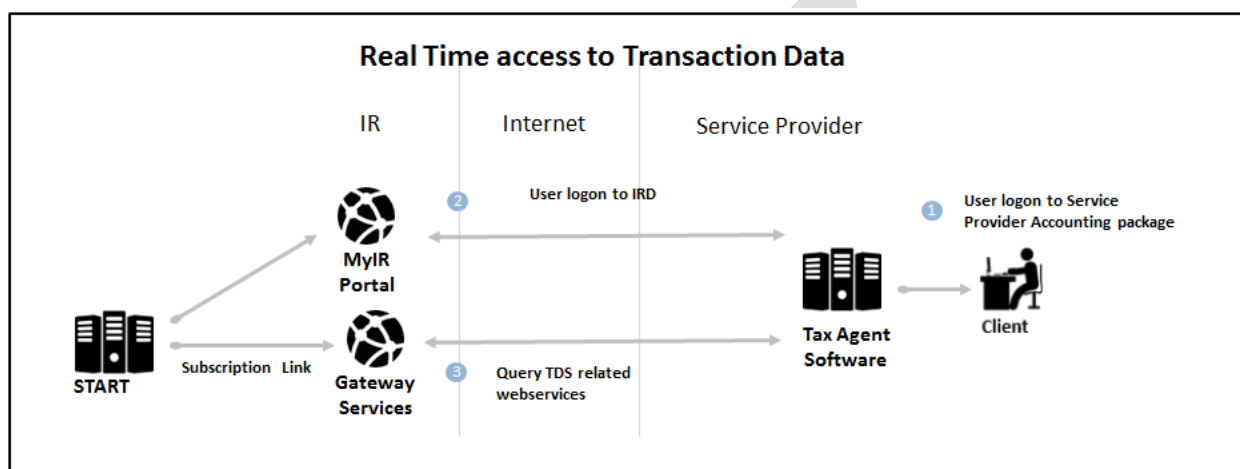 Real Time access to Transaction Data
IR
Internet
Service Provider
2
User logon to IRD
1
User logon to Service
Provider Accounting package
MyIR
Portal
START
Subscription Link
Gateway
Services
3
Query TDS related
webservices
Tax Agent
Software
Client